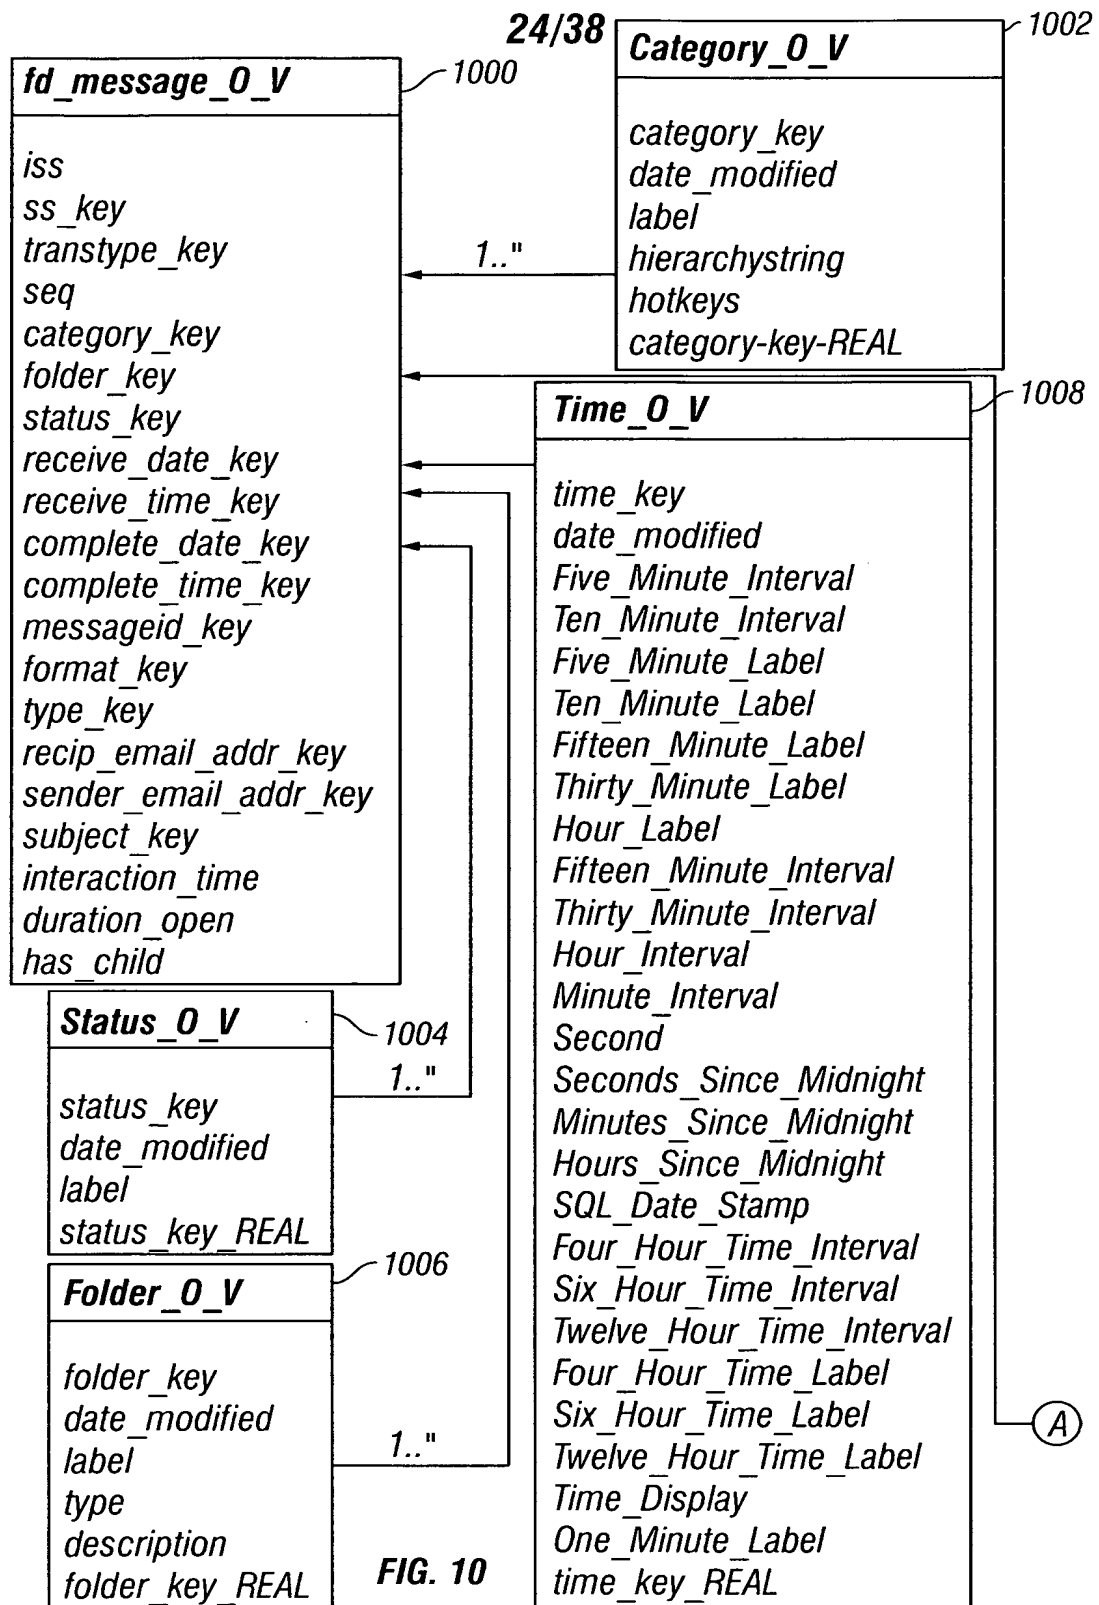 24/38
fd_message_O_V
1000
iss
ss_key
transtype_key
seq
category_key
folder_key
status_key
receive_date_key
receive_time_key
complete_date_key
complete_time_key
messageid_key
format_key
type_key
recip_email_addr_key
sender_email_addr_key
subject_key
interaction_time
duration_open
has_child
Category_O_V
1002
category_key
date_modified
label
hierarchystring
hotkeys
category-key-REAL
1.."
Status_O_V
1004
status_key
date_modified
label
status_key_REAL
1.."
Folder_O_V
1006
folder_key
date_modified
label
type
description
folder_key_REAL
1.."
Time_O_V
1008
time_key
date_modified
Five_Minute_Interval
Ten_Minute_Interval
Five_Minute_Label
Ten_Minute_Label
Fifteen_Minute_Label
Thirty_Minute_Label
Hour_Label
Fifteen_Minute_Interval
Thirty_Minute_Interval
Hour_Interval
Minute_Interval
Second
Seconds_Since_Midnight
Minutes_Since_Midnight
Hours_Since_Midnight
SQL_Date_Stamp
Four_Hour_Time_Interval
Six_Hour_Time_Interval
Twelve_Hour_Time_Interval
Four_Hour_Time_Label
Six_Hour_Time_Label
Twelve_Hour_Time_Label
Time_Display
One_Minute_Label
time_key_REAL
A
FIG. 10